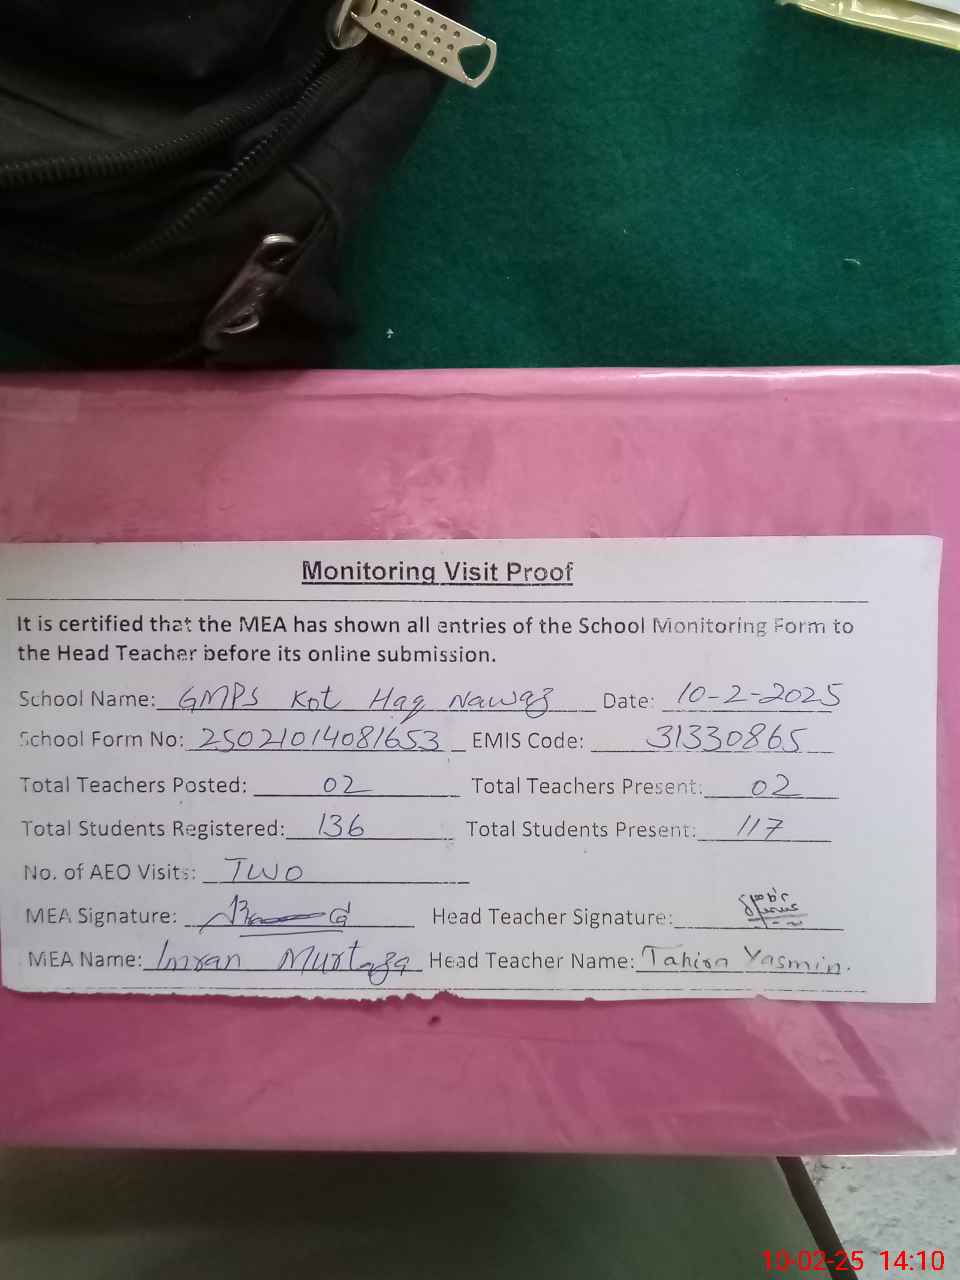 Monitoring Visit Proof
It is certified that the MEA has shown all entries of the School Monitoring Form to
the Head Teacher before its online submission.
School Name: GMPS Kot Haq Nawaz Date: 10-2-2025
School Form No: 25021014081653 EMIS Code: 31330865
Total Teachers Posted: 02 Total Teachers Present: 02
Total Students Registered: 136 Total Students Present: 117
No. of AEO Visits: Two
MEA Signature: Head Teacher Signature:
MEA Name: Imran Murtaza Head Teacher Name: Tahira Yasmin.
10-02-25 14:10